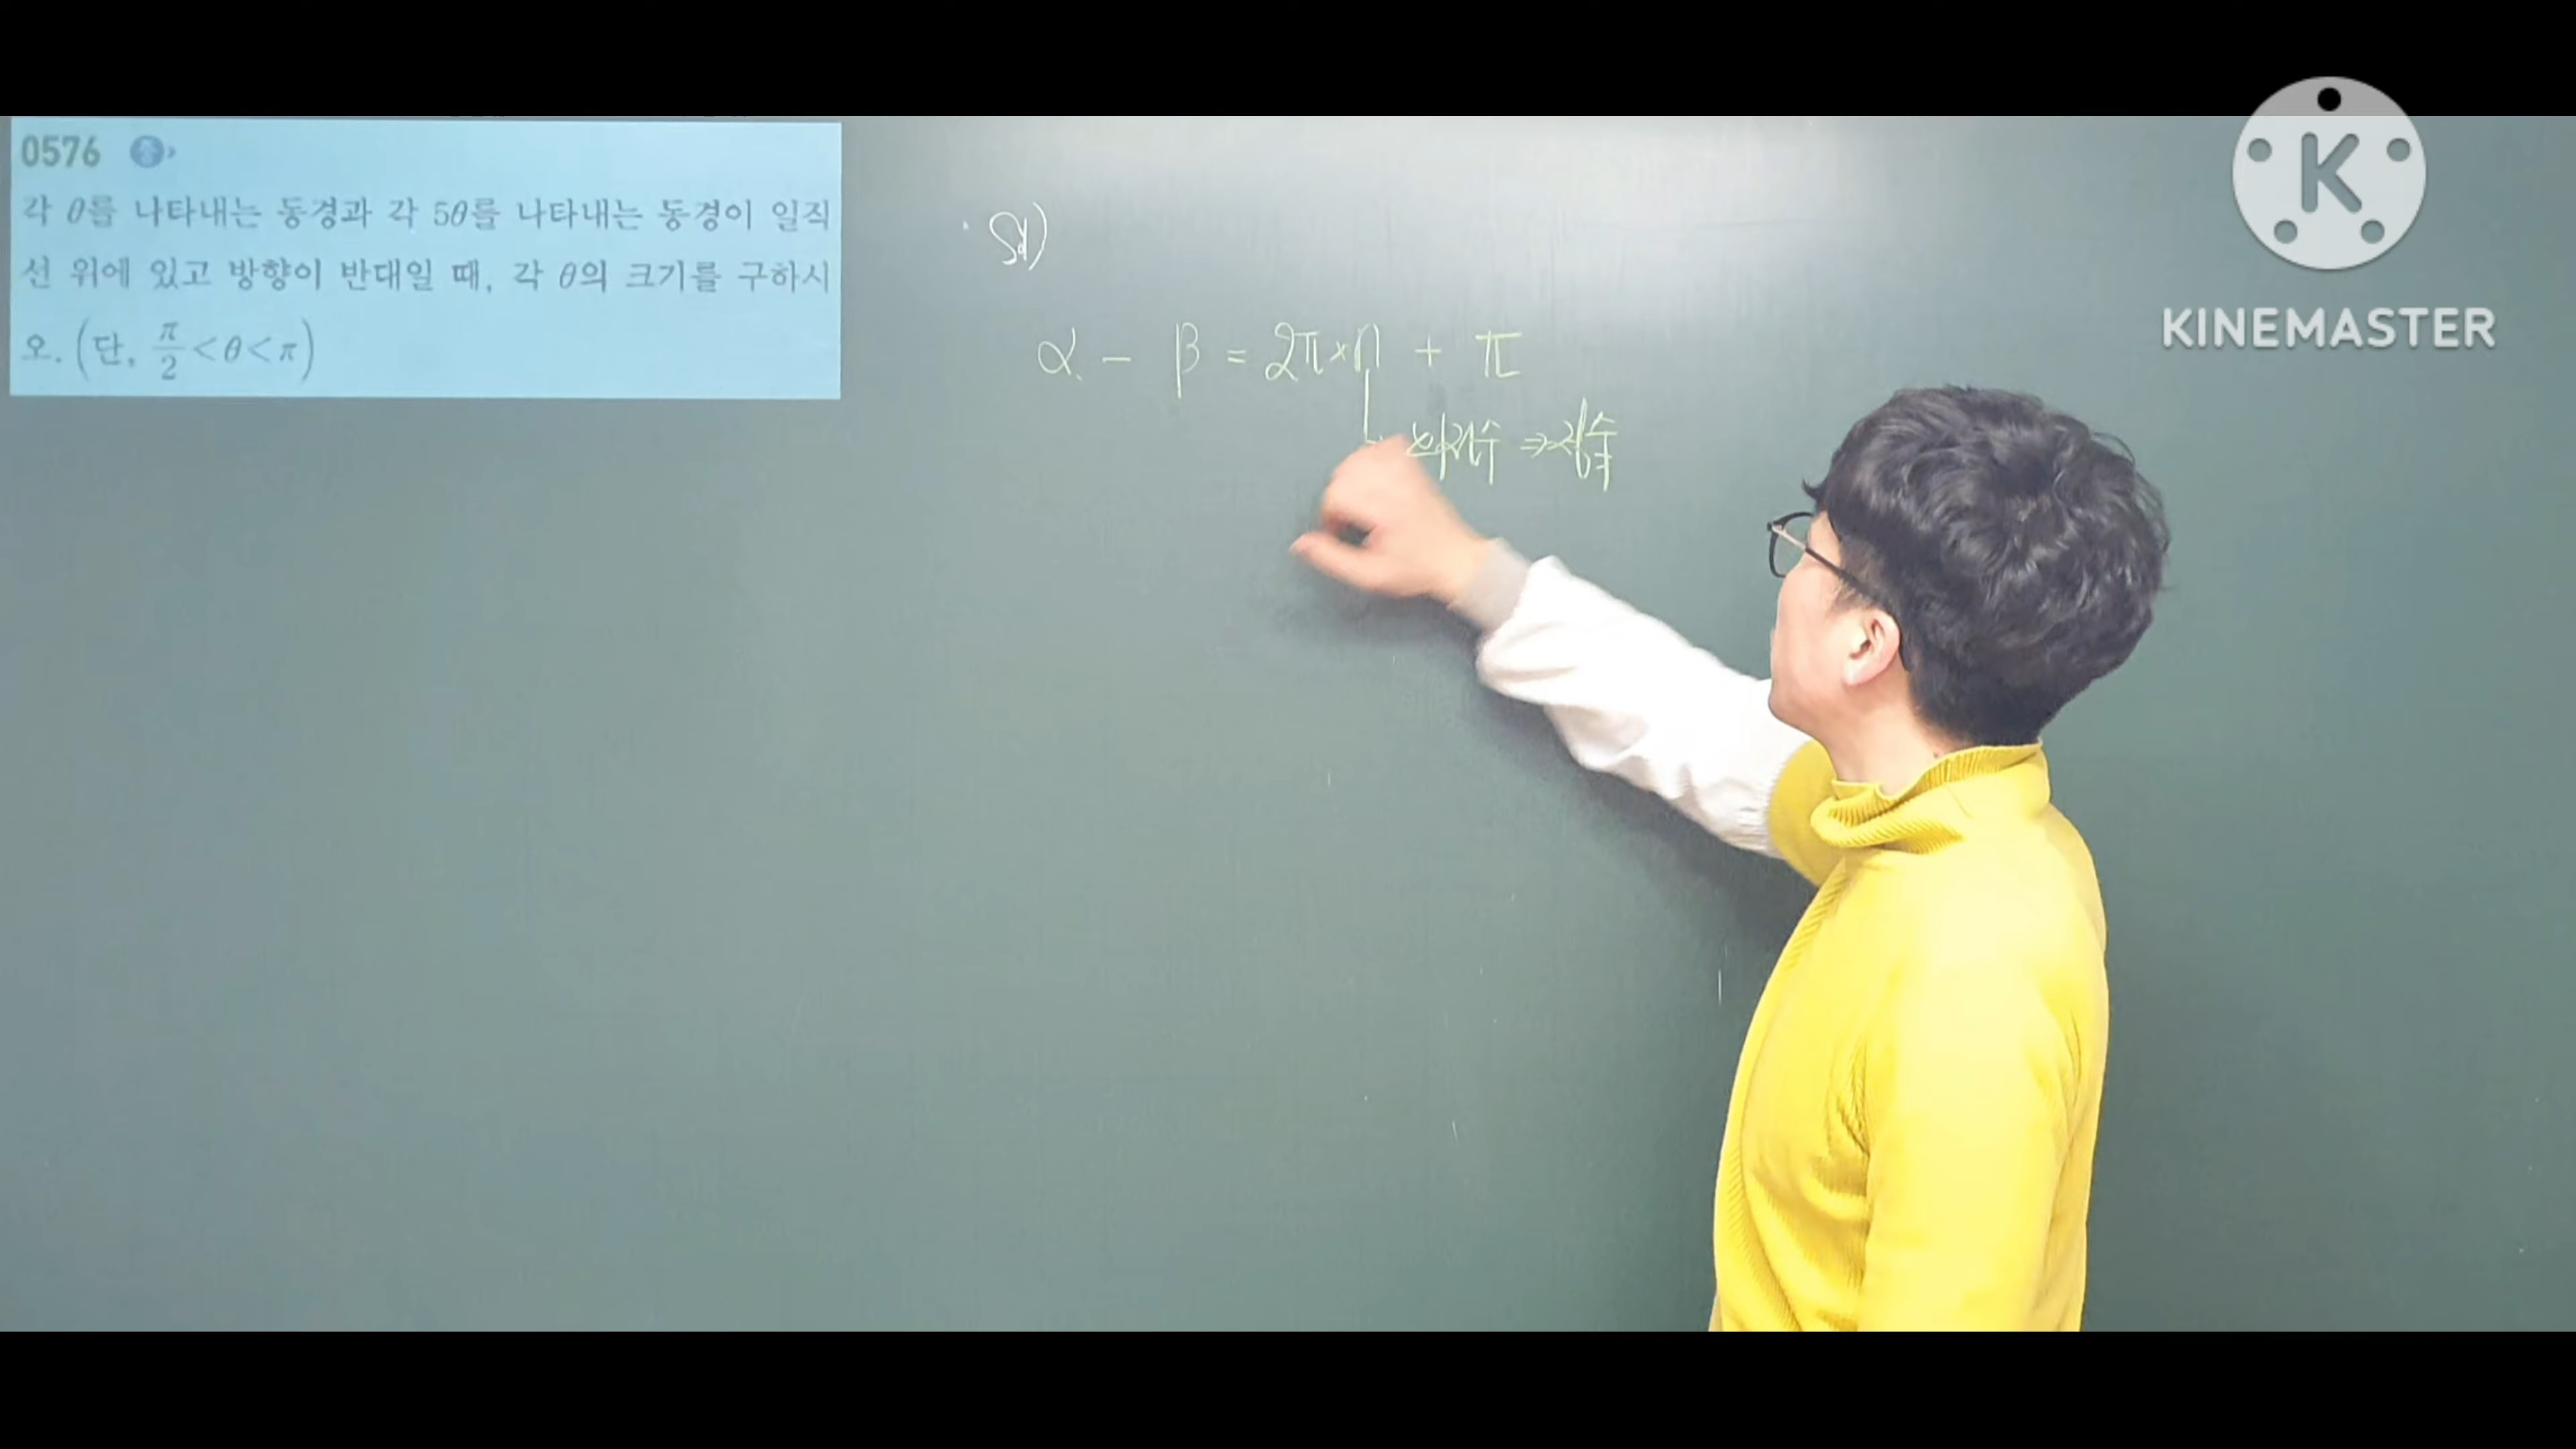 0576 중
각 θ를 나타내는 동경과 각 5θ를 나타내는 동경이 일직
선 위에 있고 방향이 반대일 때, 각 θ의 크기를 구하시
오. (단, π/2 < θ < π)
Sol)
α - β = 2π×n + π
⇒ 정수
KINEMASTER